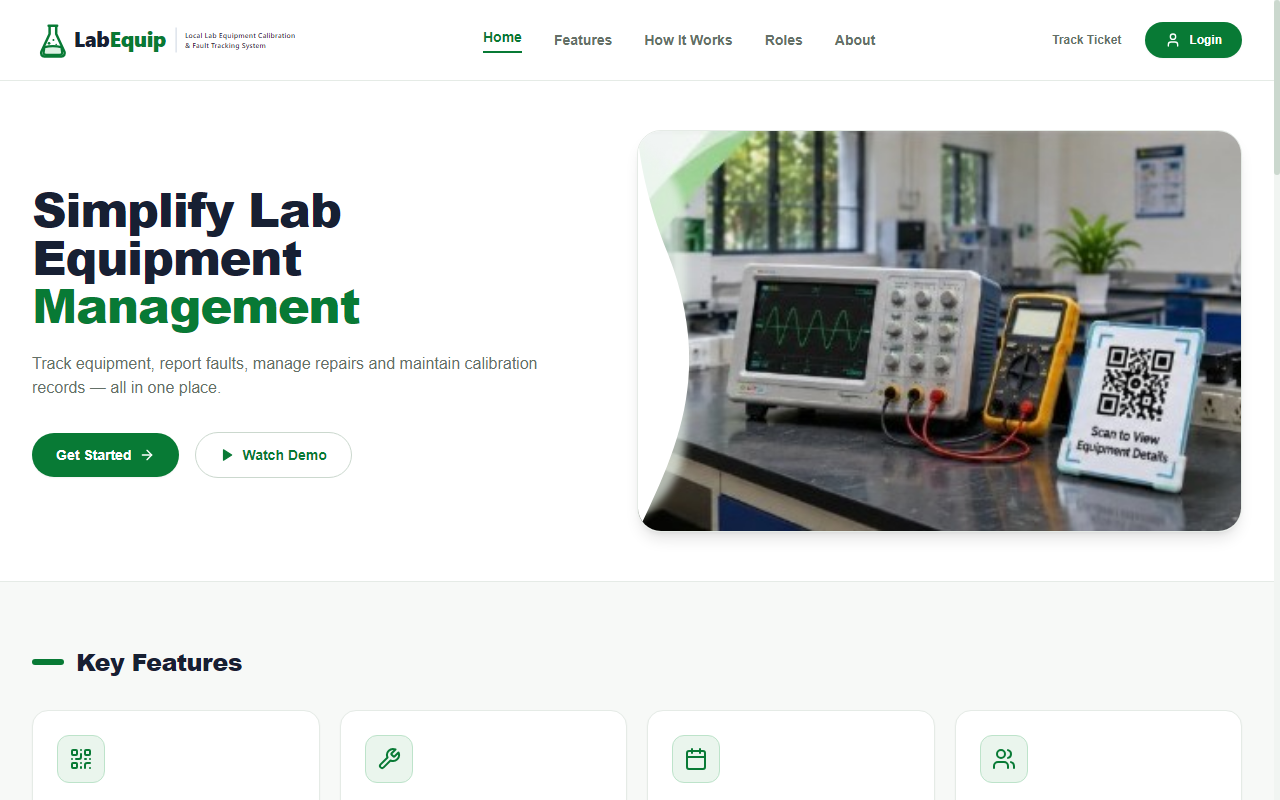 LabEquip
Local Lab Equipment Calibration
& Fault Tracking System
Home
Features
How It Works
Roles
About
Track Ticket
Login
Simplify Lab
Equipment
Management
Track equipment, report faults, manage repairs and maintain calibration
records — all in one place.
Get Started
Watch Demo
Scan to View
Equipment Details
Key Features